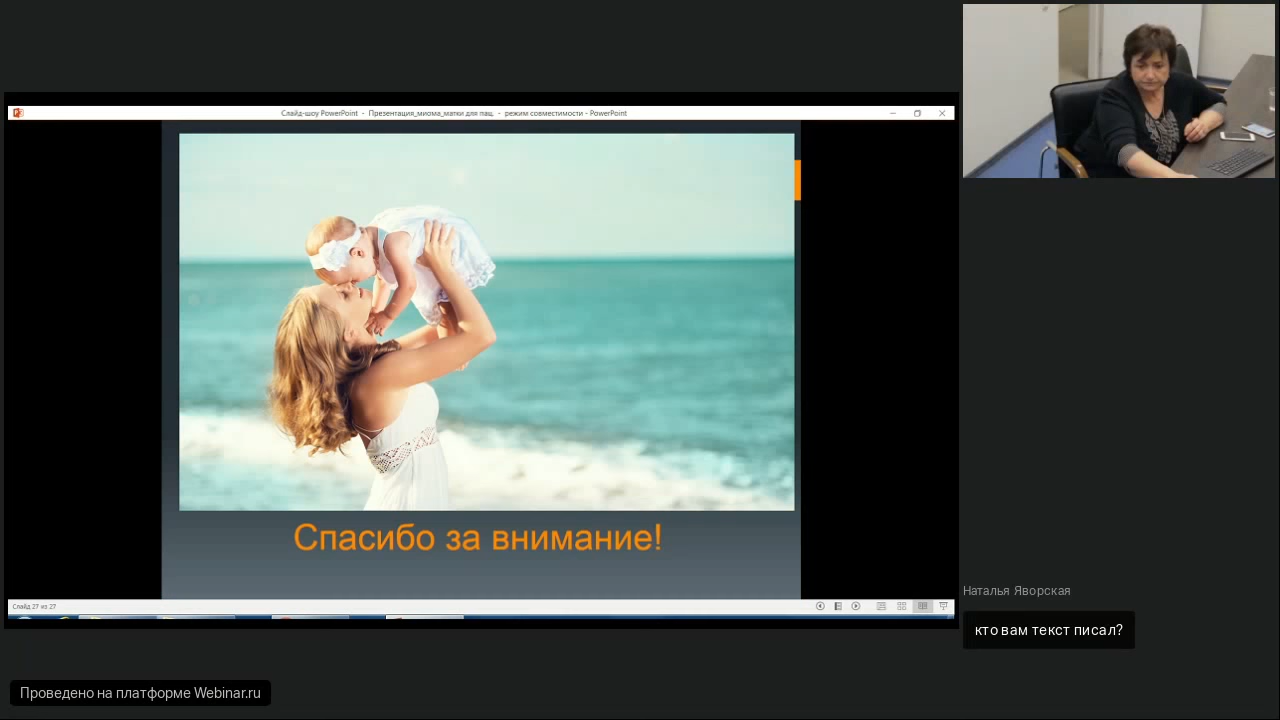 Слайд-шоу PowerPoint - Презентация_миома_матки для пац. - режим совместимости - PowerPoint
Спасибо за внимание!
Слайд 27 из 27
Наталья Яворская
кто вам текст писал?
Проведено на платформе Webinar.ru